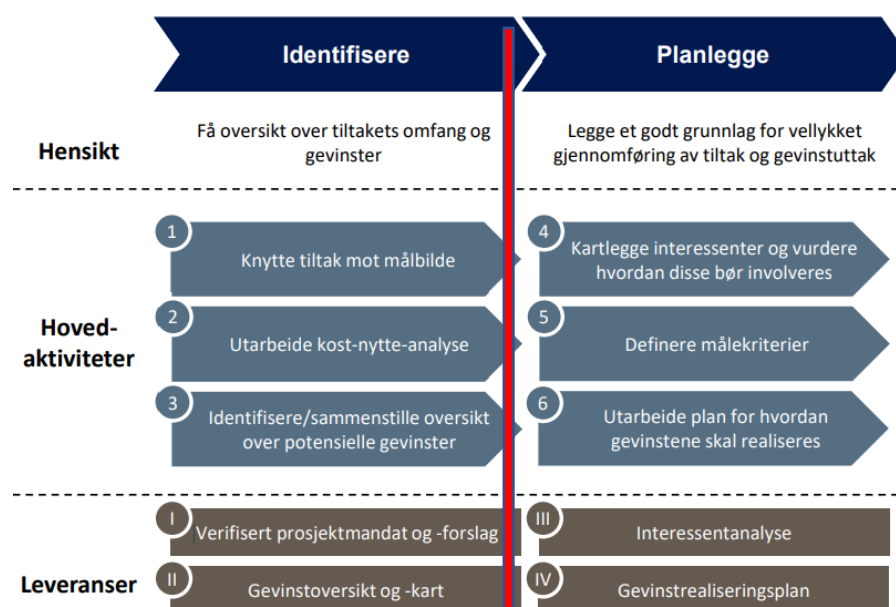 Identifisere
Planlegge
Hensikt
Få oversikt over tiltakets omfang og
gevinster
Legge et godt grunnlag for vellykket
gjennomføring av tiltak og gevinstuttak
Hoved-
aktiviteter
1
Knytte tiltak mot målbilde
2
Utarbeide kost-nytte-analyse
3
Identifisere/sammenstille oversikt
over potensielle gevinster
4
Kartlegge interessenter og vurdere
hvordan disse bør involveres
5
Definere målekriterier
6
Utarbeide plan for hvordan
gevinstene skal realiseres
Leveranser
I
Verifisert prosjektmandat og -forslag
II
Gevinstoversikt og -kart
III
Interessentanalyse
IV
Gevinstrealiseringsplan